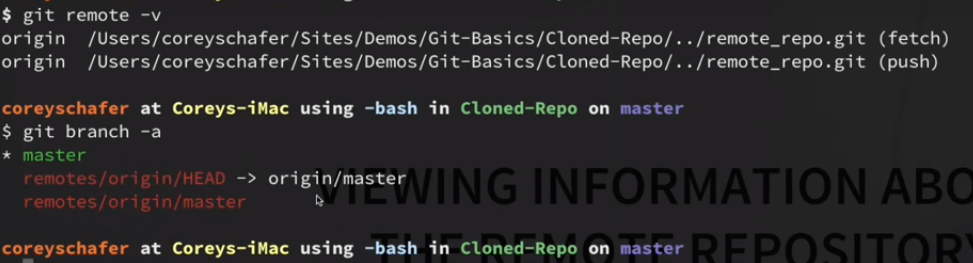 $ git remote -v
origin  /Users/coreyschafer/Sites/Demos/Git-Basics/Cloned-Repo/../remote_repo.git (fetch)
origin  /Users/coreyschafer/Sites/Demos/Git-Basics/Cloned-Repo/../remote_repo.git (push)
coreyschafer at Coreys-iMac using -bash in Cloned-Repo on master
$ git branch -a
* master
  remotes/origin/HEAD -> origin/master
  remotes/origin/master
VIEWING INFORMATION ABO
THE REMOTE REPOSITORY
coreyschafer at Coreys-iMac using -bash in Cloned-Repo on master